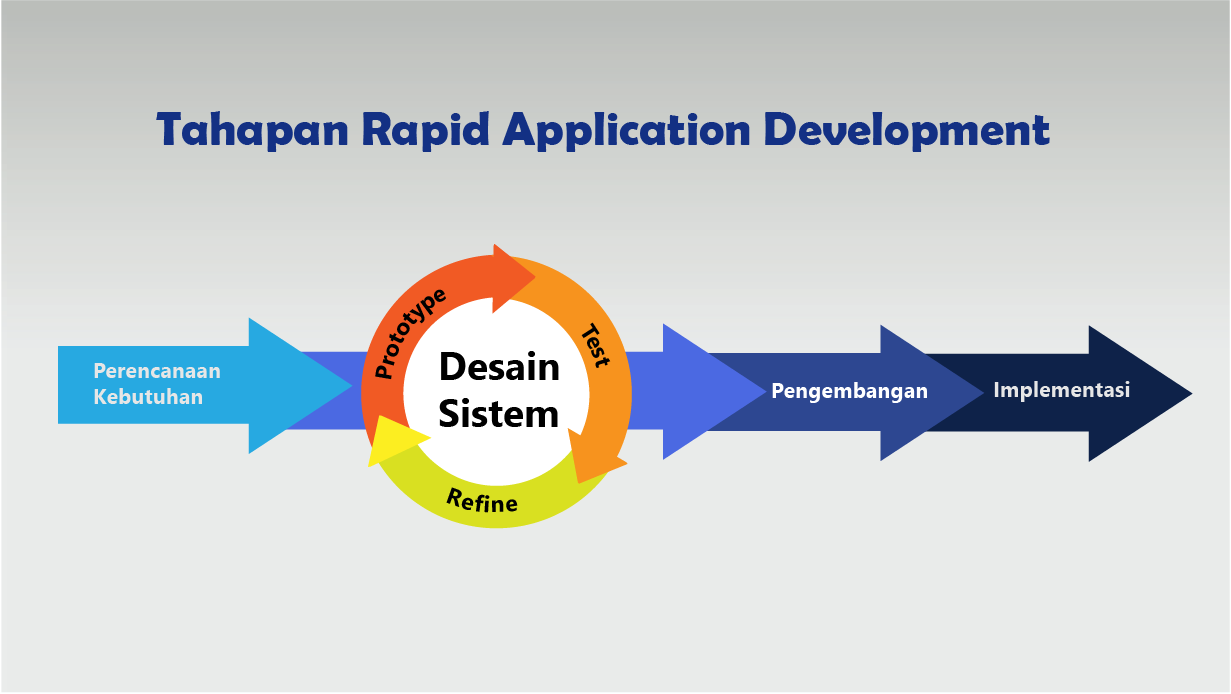 Tahapan Rapid Application Development
Perencanaan
Kebutuhan
Prototype
Test
Refine
Desain
Sistem
Pengembangan
Implementasi